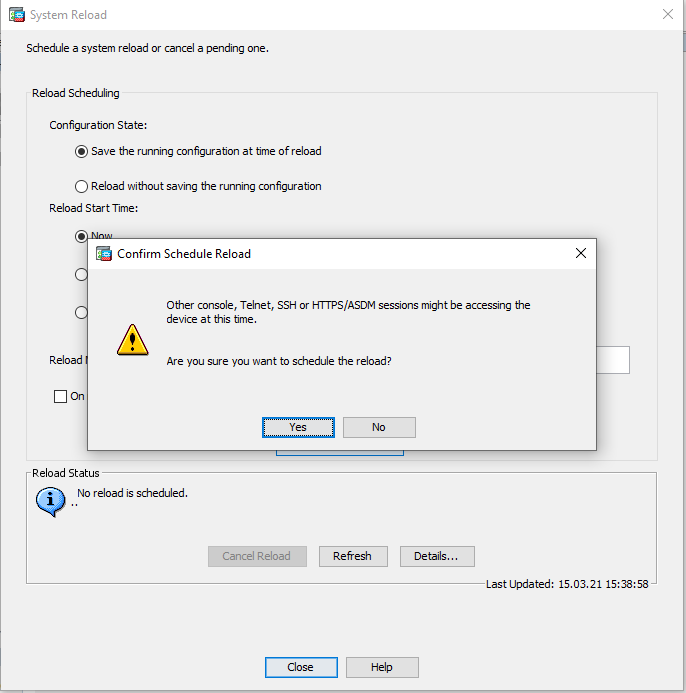 System Reload
Schedule a system reload or cancel a pending one.
Reload Scheduling
Configuration State:
Save the running configuration at time of reload
Reload without saving the running configuration
Reload Start Time:
Now
Confirm Schedule Reload
Other console, Telnet, SSH or HTTPS/ASDM sessions might be accessing the
device at this time.
Are you sure you want to schedule the reload?
Reload
On
Yes No
Reload Status
No reload is scheduled.
..
Cancel Reload Refresh Details...
Last Updated: 15.03.21 15:38:58
Close Help